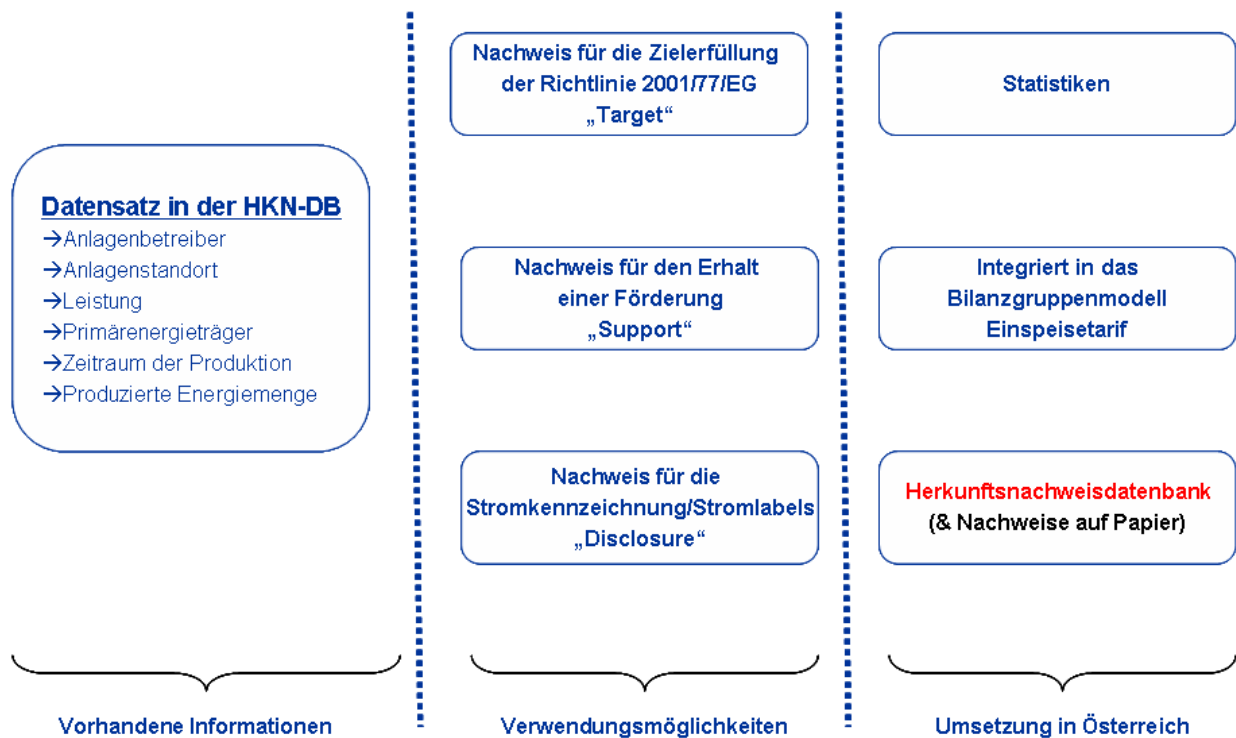 Datensatz in der HKN-DB
→Anlagenbetreiber
→Anlagenstandort
→Leistung
→Primärenergieträger
→Zeitraum der Produktion
→Produzierte Energiemenge
Vorhandene Informationen
Nachweis für die Zielerfüllung
der Richtlinie 2001/77/EG
„Target“
Nachweis für den Erhalt
einer Förderung
„Support“
Nachweis für die
Stromkennzeichnung/Stromlabels
„Disclosure“
Verwendungsmöglichkeiten
Statistiken
Integriert in das
Bilanzgruppenmodell
Einspeisetarif
Herkunftsnachweisdatenbank
(& Nachweise auf Papier)
Umsetzung in Österreich